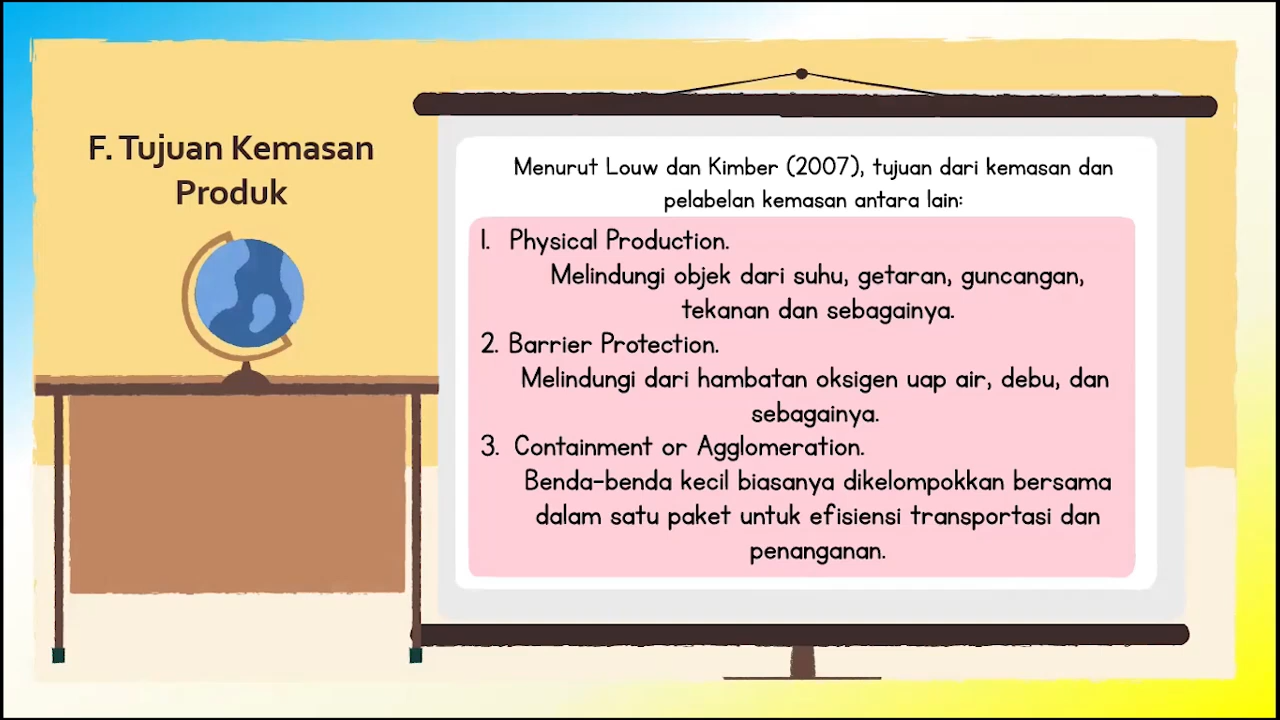 F. Tujuan Kemasan
Produk
Menurut Louw dan Kimber (2007), tujuan dari kemasan dan
pelabelan kemasan antara lain:
1. Physical Production.
Melindungi objek dari suhu, getaran, guncangan,
tekanan dan sebagainya.
2. Barrier Protection.
Melindungi dari hambatan oksigen uap air, debu, dan
sebagainya.
3. Containment or Agglomeration.
Benda-benda kecil biasanya dikelompokkan bersama
dalam satu paket untuk efisiensi transportasi dan
penanganan.